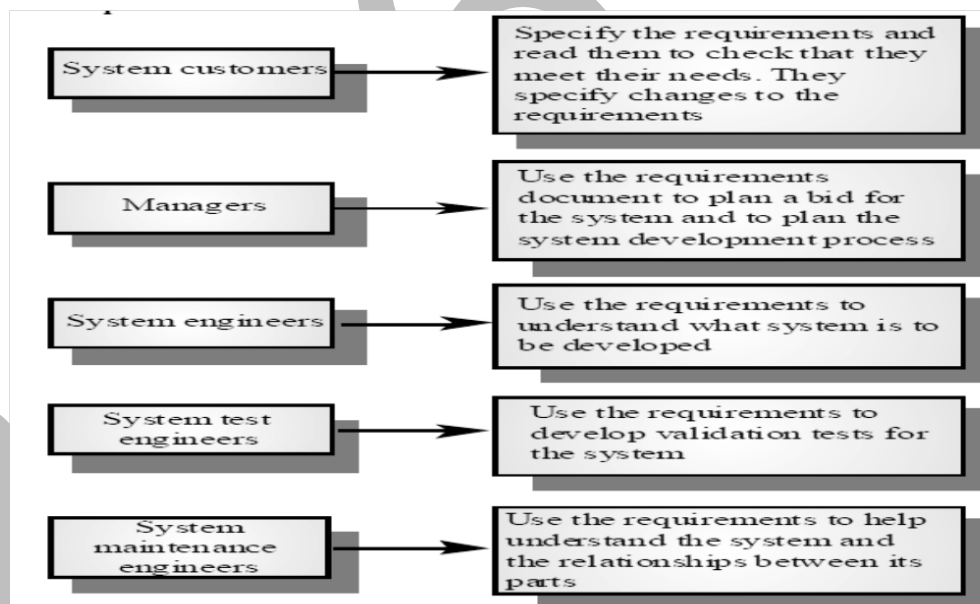 System customers
Specify the requirements and
read them to check that they
meet their needs. They
specify changes to the
requirements
Managers
Use the requirements
document to plan a bid for
the system and to plan the
system development process
System engineers
Use the requirements to
understand what system is to
be developed
System test
engineers
Use the requirements to
develop validation tests for
the system
System
maintenance
engineers
Use the requirements to help
understand the system and
the relationships between its
parts